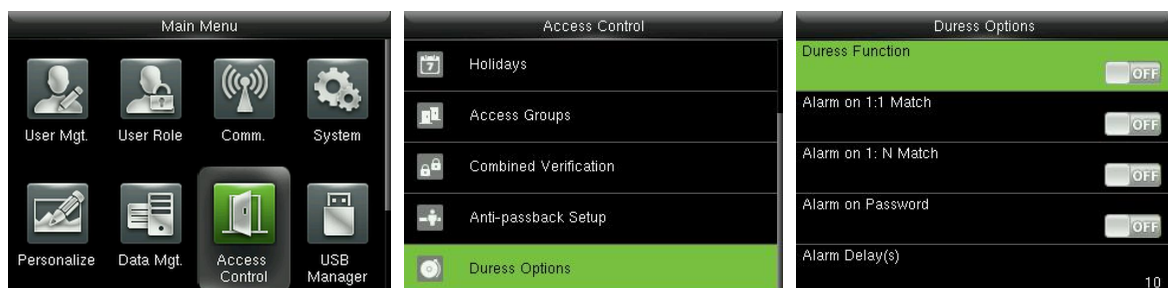 Main Menu
User Mgt.
User Role
Comm.
System
Personalize
Data Mgt.
Access
Control
USB
Manager
Access Control
7
Holidays
Access Groups
Combined Verification
Anti-passback Setup
Duress Options
Duress Options
Duress Function
OFF
Alarm on 1:1 Match
OFF
Alarm on 1: N Match
OFF
Alarm on Password
OFF
Alarm Delay(s)
10